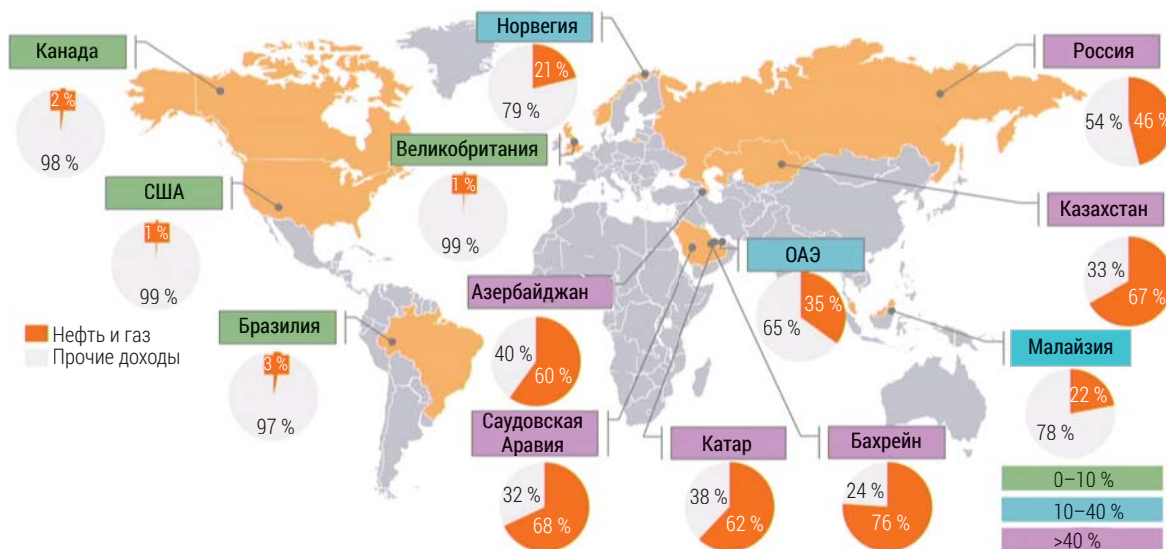 Норвегия
21 %
79 %
Канада
2 %
98 %
Россия
54 %
46 %
Великобритания
1 %
99 %
США
1 %
99 %
Казахстан
33 %
67 %
ОАЭ
35 %
65 %
Азербайджан
40 %
60 %
Нефть и газ
Прочие доходы
Бразилия
3 %
97 %
Малайзия
22 %
78 %
Саудовская
Аравия
32 %
68 %
Катар
38 %
62 %
Бахрейн
24 %
76 %
0–10 %
10–40 %
>40 %